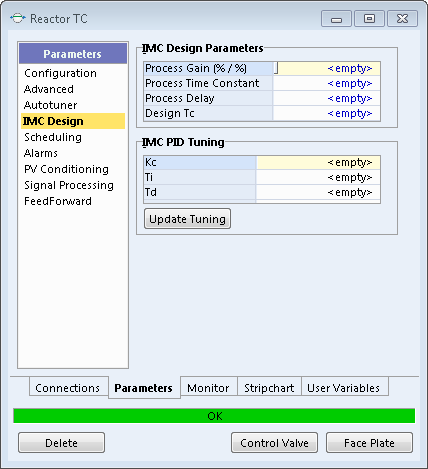 Reactor TC
Parameters
Configuration
Advanced
Autotuner
IMC Design
Scheduling
Alarms
PV Conditioning
Signal Processing
FeedForward
IMC Design Parameters
Process Gain (% / %) <empty>
Process Time Constant <empty>
Process Delay <empty>
Design Tc <empty>
IMC PID Tuning
Kc <empty>
Ti <empty>
Td <empty>
Update Tuning
Connections Parameters Monitor Stripchart User Variables
OK
Delete Control Valve Face Plate